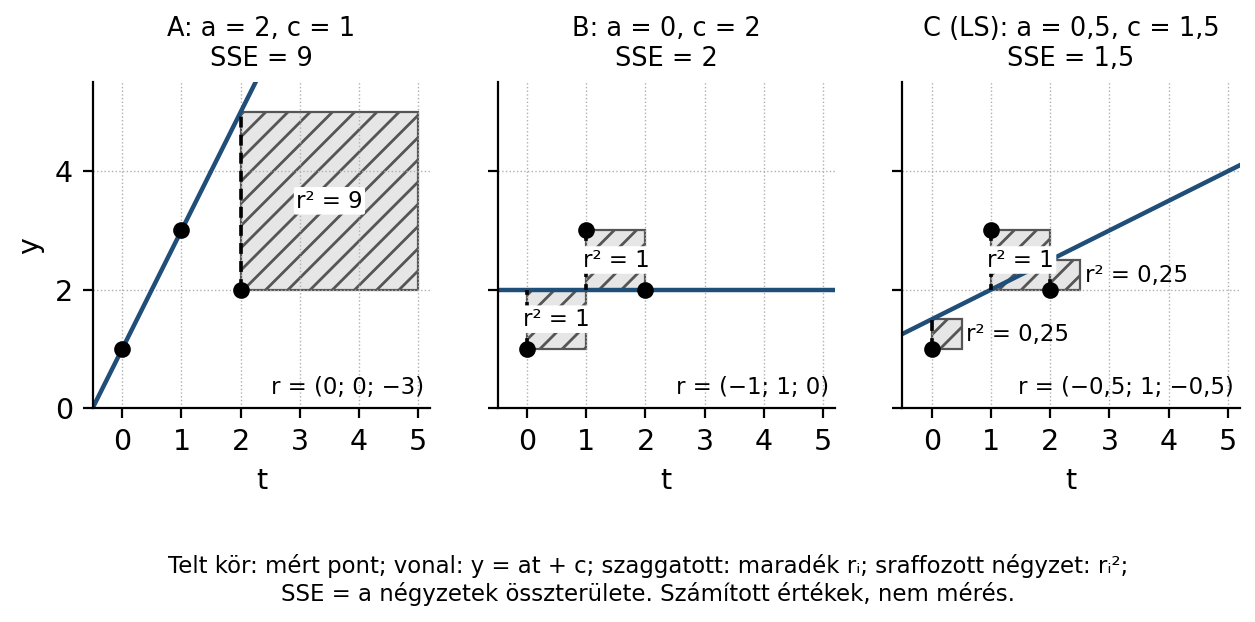 A: a = 2, c = 1
SSE = 9
B: a = 0, c = 2
SSE = 2
C (LS): a = 0,5, c = 1,5
SSE = 1,5
y
4
2
0
r² = 9
r = (0; 0; −3)
0 1 2 3 4 5
t
r² = 1
r² = 1
r = (−1; 1; 0)
0 1 2 3 4 5
t
r² = 1
r² = 0,25
r² = 0,25
r = (−0,5; 1; −0,5)
0 1 2 3 4 5
t
Telt kör: mért pont; vonal: y = at + c; szaggatott: maradék rᵢ; sraffozott négyzet: rᵢ²;
SSE = a négyzetek összterülete. Számított értékek, nem mérés.